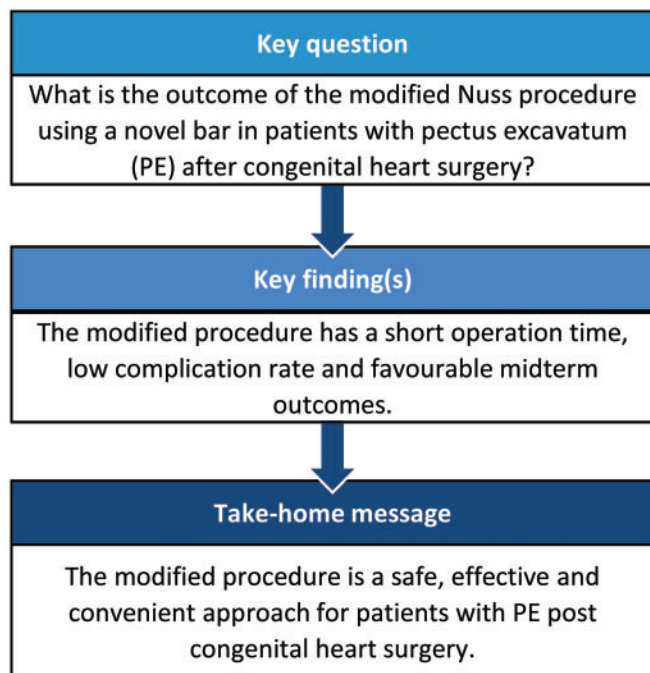 Key question
What is the outcome of the modified Nuss procedure
using a novel bar in patients with pectus excavatum
(PE) after congenital heart surgery?
Key finding(s)
The modified procedure has a short operation time,
low complication rate and favourable midterm
outcomes.
Take-home message
The modified procedure is a safe, effective and
convenient approach for patients with PE post
congenital heart surgery.